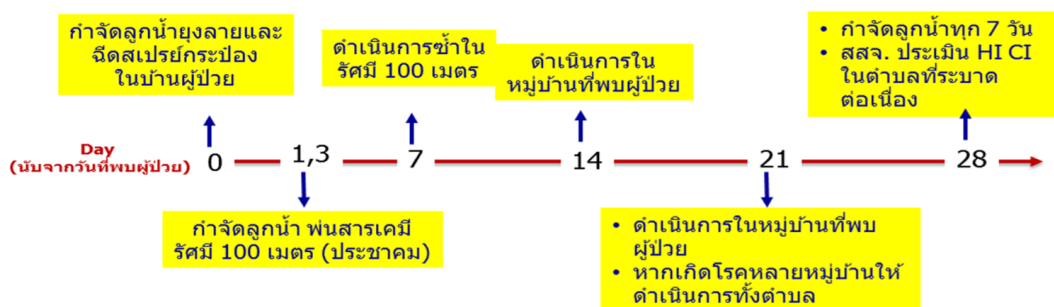 กำจัดลูกน้ำยุงลายและ
ฉีดสเปรย์กระป๋อง
ในบ้านผู้ป่วย
ดำเนินการซ้ำใน
รัศมี 100 เมตร
ดำเนินการใน
หมู่บ้านที่พบผู้ป่วย
• กำจัดลูกน้ำทุก 7 วัน
• สสจ. ประเมิน HI CI
ในตำบลที่ระบาด
ต่อเนื่อง
Day
(นับจากวันที่พบผู้ป่วย)
0
1,3
7
14
21
28
กำจัดลูกน้ำ พ่นสารเคมี
รัศมี 100 เมตร (ประชาคม)
• ดำเนินการในหมู่บ้านที่พบ
ผู้ป่วย
• หากเกิดโรคหลายหมู่บ้านให้
ดำเนินการทั้งตำบล